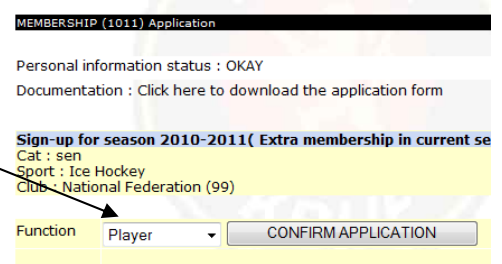 MEMBERSHIP (1011) Application
Personal information status : OKAY
Documentation : Click here to download the application form
Sign-up for season 2010-2011( Extra membership in current se
Cat : sen
Sport : Ice Hockey
Club : National Federation (99)
Function Player CONFIRM APPLICATION